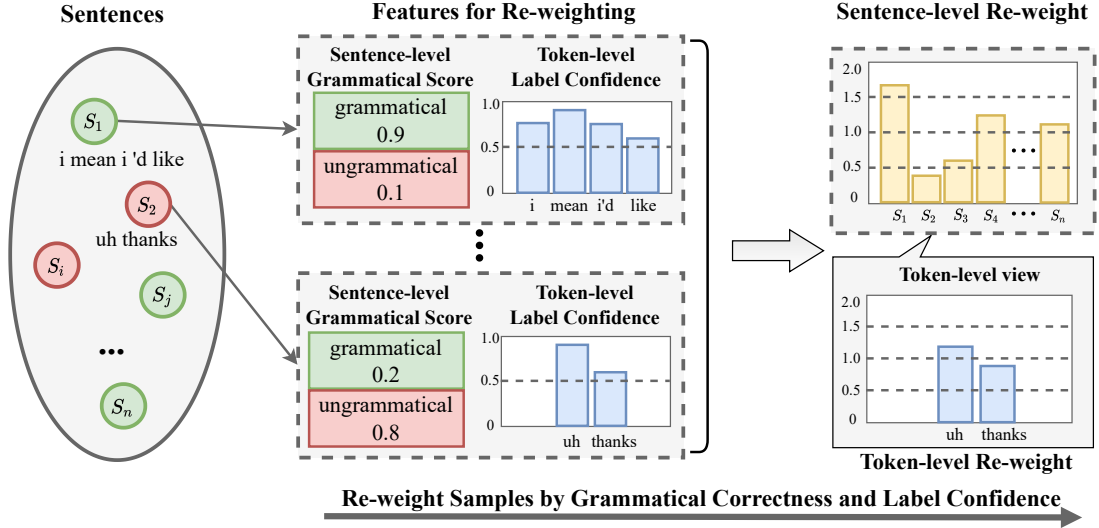 Sentences
S1
i mean i 'd like
S2
uh thanks
Si
Sj
...
Sn
Features for Re-weighting
Sentence-level
Grammatical Score
grammatical
0.9
ungrammatical
0.1
Token-level
Label Confidence
1.0
0.5
0
i mean i'd like
Sentence-level
Grammatical Score
grammatical
0.2
ungrammatical
0.8
Token-level
Label Confidence
1.0
0.5
0
uh thanks
Sentence-level Re-weight
2.0
1.5
1.0
0.5
0
...
S1 S2 S3 S4 ... Sn
Token-level view
2.0
1.5
1.0
0.5
0
uh thanks
Token-level Re-weight
Re-weight Samples by Grammatical Correctness and Label Confidence